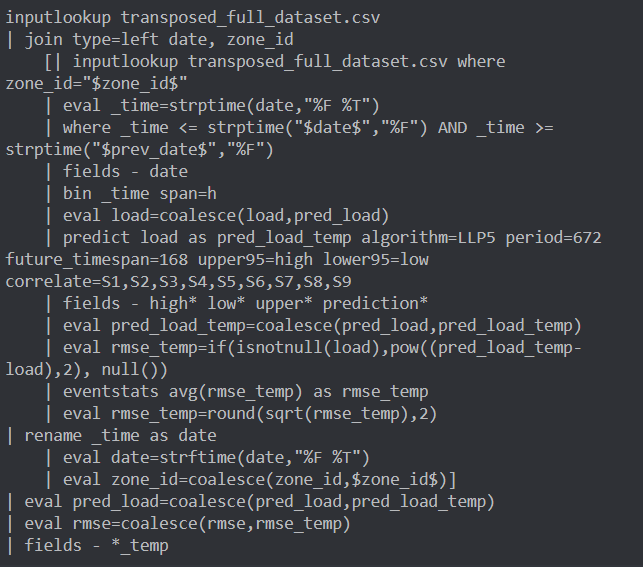 inputlookup transposed_full_dataset.csv
| join type=left date, zone_id
    [| inputlookup transposed_full_dataset.csv where
zone_id="$zone_id$"
    | eval _time=strptime(date,"%F %T")
    | where _time <= strptime("$date$","%F") AND _time >=
strptime("$prev_date$","%F")
    | fields - date
    | bin _time span=h
    | eval load=coalesce(load,pred_load)
    | predict load as pred_load_temp algorithm=LLP5 period=672
future_timespan=168 upper95=high lower95=low
correlate=S1,S2,S3,S4,S5,S6,S7,S8,S9
    | fields - high* low* upper* prediction*
    | eval pred_load_temp=coalesce(pred_load,pred_load_temp)
    | eval rmse_temp=if(isnotnull(load),pow((pred_load_temp-
load),2), null())
    | eventstats avg(rmse_temp) as rmse_temp
    | eval rmse_temp=round(sqrt(rmse_temp),2)
| rename _time as date
    | eval date=strftime(date,"%F %T")
    | eval zone_id=coalesce(zone_id,$zone_id$)]
| eval pred_load=coalesce(pred_load,pred_load_temp)
| eval rmse=coalesce(rmse,rmse_temp)
| fields - *_temp